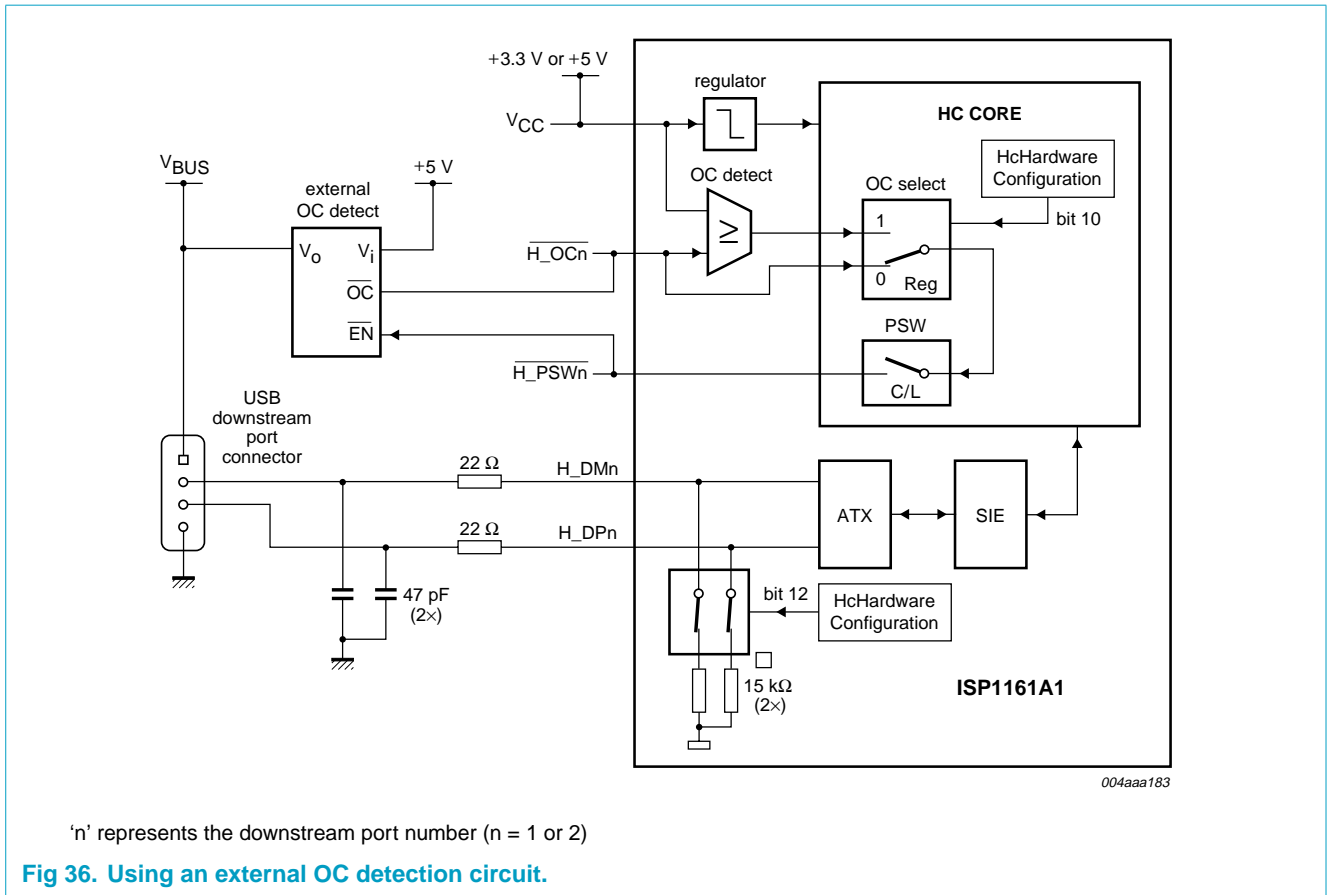 +3.3 V or +5 V
regulator
HC CORE
VCC
HcHardware
Configuration
VBUS
+5 V
OC detect
OC select
external
OC detect
1
bit 10
≥
Vo
Vi
H_OCn
0
Reg
OC
PSW
EN
H_PSWn
C/L
USB
downstream
port
connector
22 Ω
H_DMn
ATX
SIE
22 Ω
H_DPn
47 pF
(2×)
bit 12
HcHardware
Configuration
15 kΩ
(2×)
ISP1161A1
004aaa183
'n' represents the downstream port number (n = 1 or 2)
Fig 36. Using an external OC detection circuit.